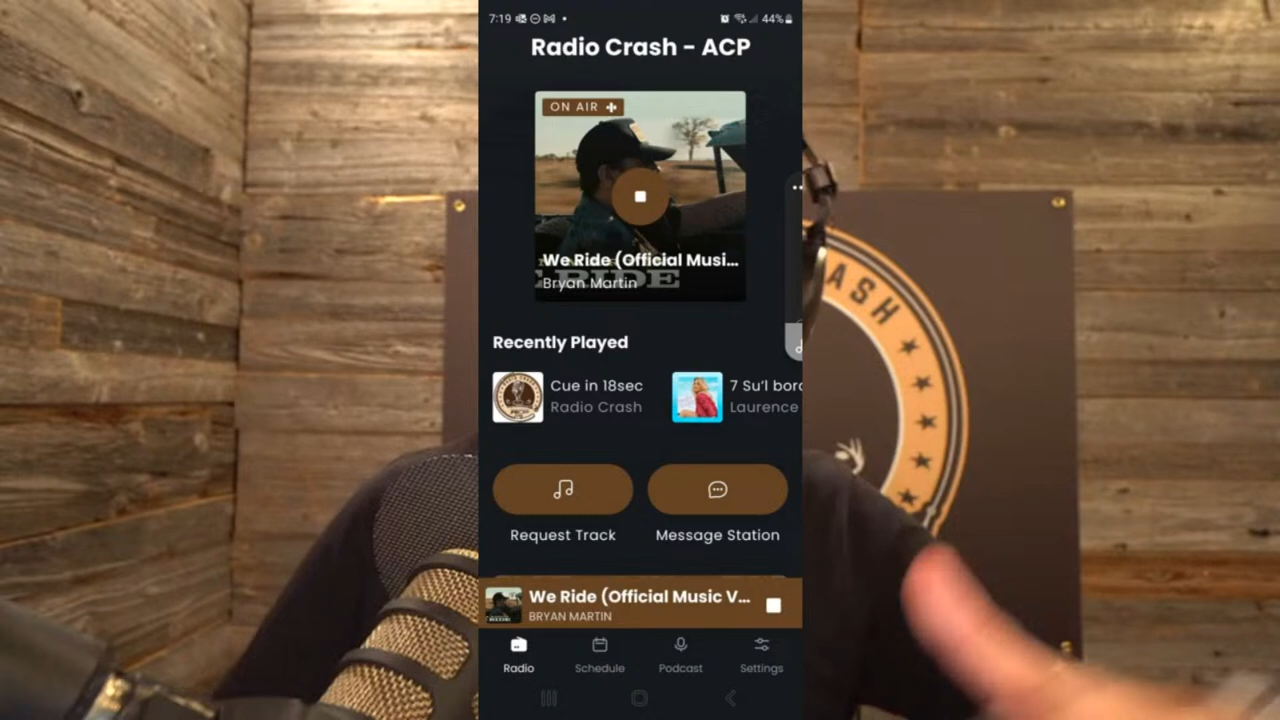 7:19
44%
Radio Crash - ACP
ON AIR
We Ride (Official Musi...
RIDE
Bryan Martin
Recently Played
Cue in 18sec
Radio Crash
7 Su'l bord
Laurence
Request Track
Message Station
We Ride (Official Music V...
BRYAN MARTIN
Radio
Schedule
Podcast
Settings
ASH